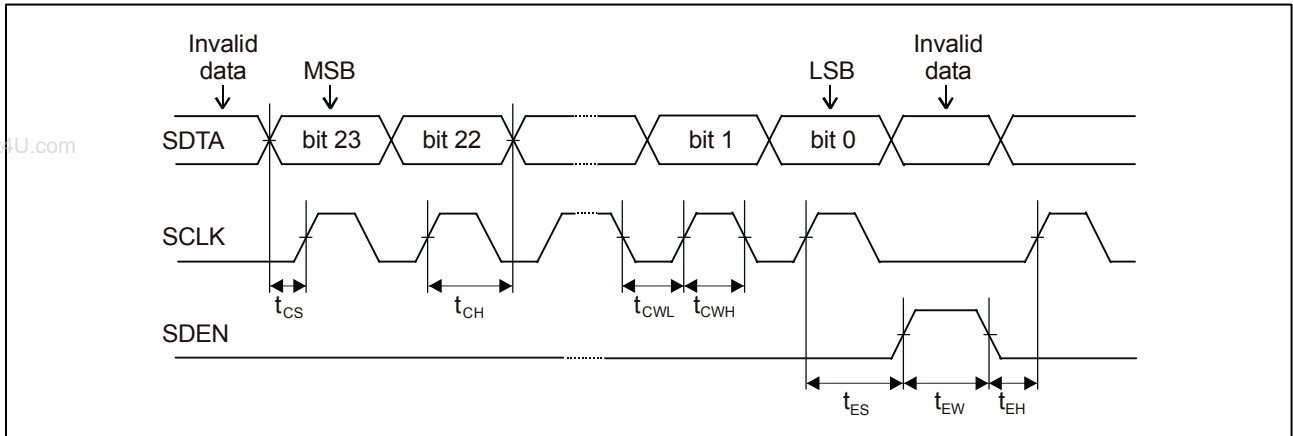 Invalid
data
MSB
LSB
Invalid
data
4U.com
SDTA
bit 23
bit 22
bit 1
bit 0
SCLK
tCS
tCH
tCWL
tCWH
SDEN
tES
tEW
tEH